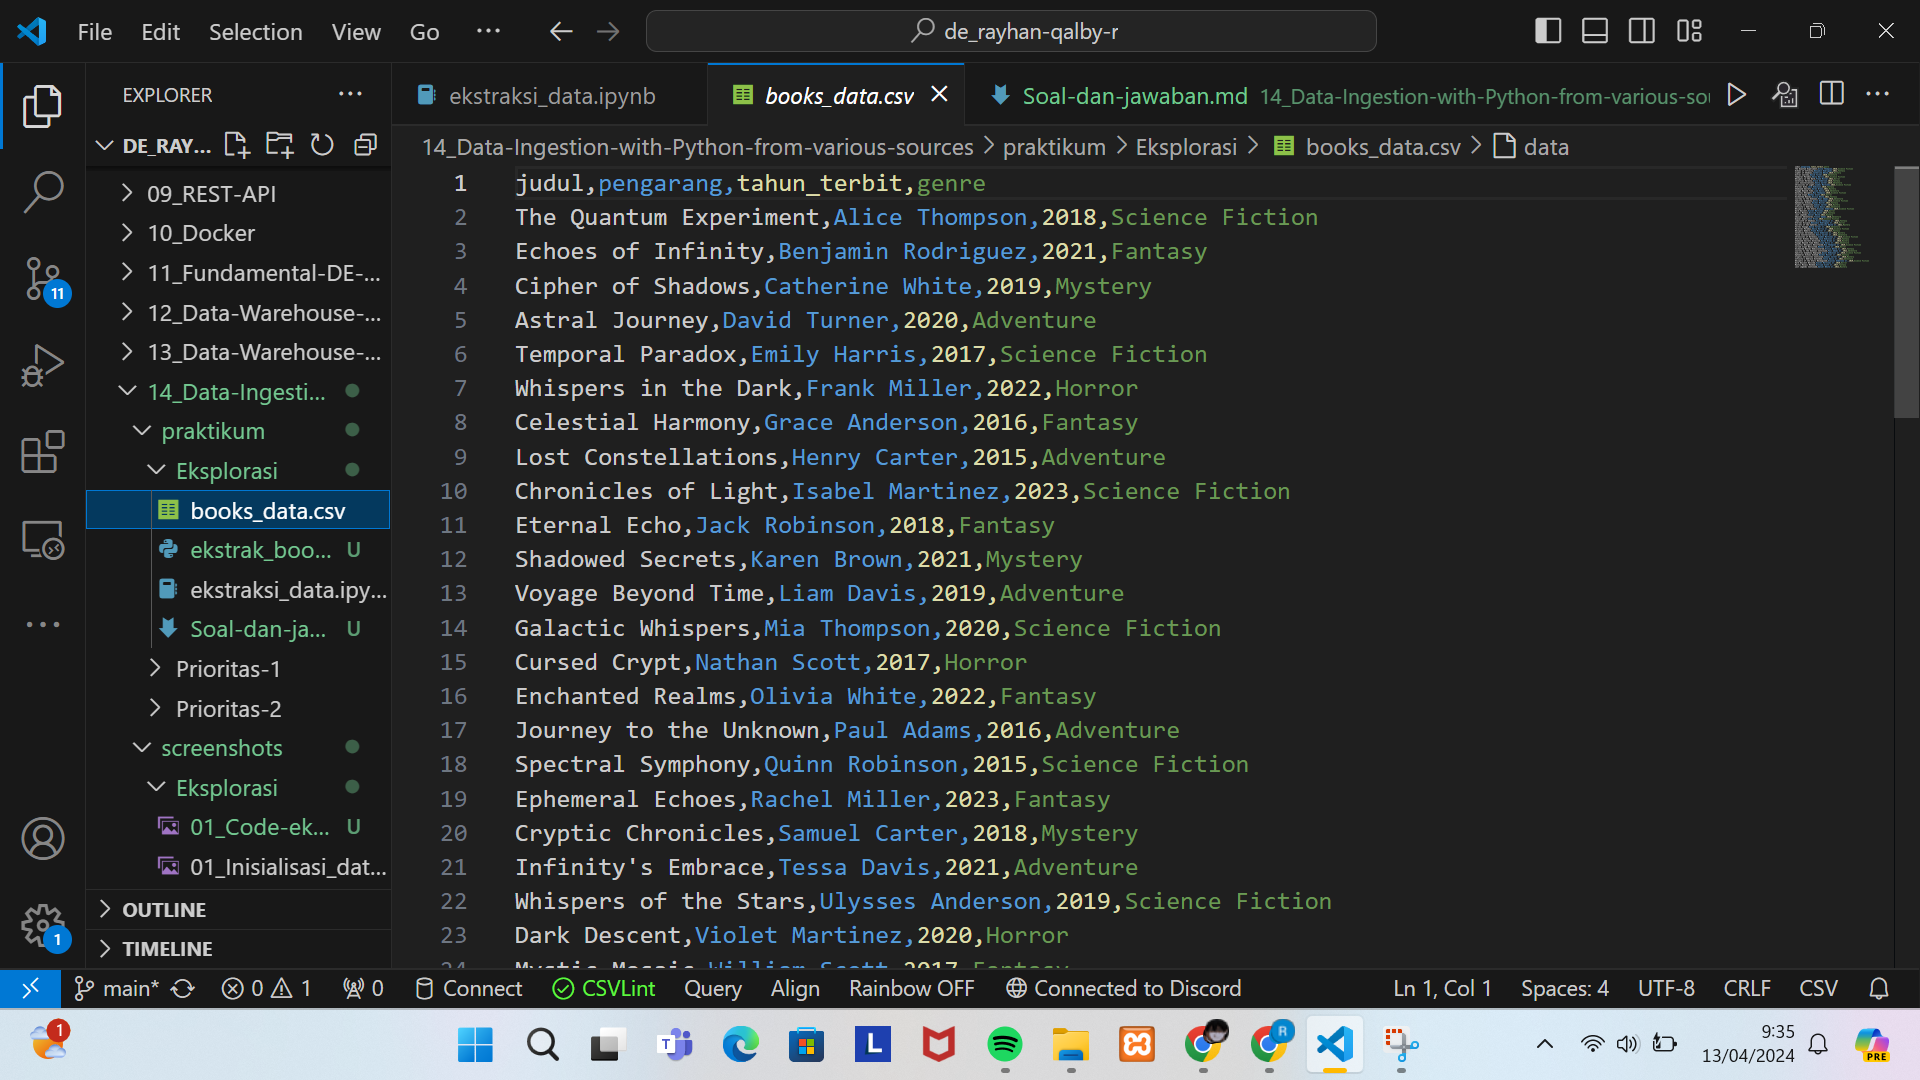 File Edit Selection View Go ··· de_rayhan-qalby-r
EXPLORER ···
DE_RAY...
09_REST-API
10_Docker
11_Fundamental-DE-...
12_Data-Warehouse-...
13_Data-Warehouse-...
14_Data-Ingesti...
praktikum
Eksplorasi
books_data.csv
ekstrak_boo... U
ekstraksi_data.ipy...
Soal-dan-ja... U
Prioritas-1
Prioritas-2
screenshots
Eksplorasi
01_Code-ek... U
01_Inisialisasi_dat...
OUTLINE
TIMELINE
11
1
ekstraksi_data.ipynb books_data.csv Soal-dan-jawaban.md 14_Data-Ingestion-with-Python-from-various-so
14_Data-Ingestion-with-Python-from-various-sources > praktikum > Eksplorasi > books_data.csv > data
1 judul,pengarang,tahun_terbit,genre
2 The Quantum Experiment,Alice Thompson,2018,Science Fiction
3 Echoes of Infinity,Benjamin Rodriguez,2021,Fantasy
4 Cipher of Shadows,Catherine White,2019,Mystery
5 Astral Journey,David Turner,2020,Adventure
6 Temporal Paradox,Emily Harris,2017,Science Fiction
7 Whispers in the Dark,Frank Miller,2022,Horror
8 Celestial Harmony,Grace Anderson,2016,Fantasy
9 Lost Constellations,Henry Carter,2015,Adventure
10 Chronicles of Light,Isabel Martinez,2023,Science Fiction
11 Eternal Echo,Jack Robinson,2018,Fantasy
12 Shadowed Secrets,Karen Brown,2021,Mystery
13 Voyage Beyond Time,Liam Davis,2019,Adventure
14 Galactic Whispers,Mia Thompson,2020,Science Fiction
15 Cursed Crypt,Nathan Scott,2017,Horror
16 Enchanted Realms,Olivia White,2022,Fantasy
17 Journey to the Unknown,Paul Adams,2016,Adventure
18 Spectral Symphony,Quinn Robinson,2015,Science Fiction
19 Ephemeral Echoes,Rachel Miller,2023,Fantasy
20 Cryptic Chronicles,Samuel Carter,2018,Mystery
21 Infinity's Embrace,Tessa Davis,2021,Adventure
22 Whispers of the Stars,Ulysses Anderson,2019,Science Fiction
23 Dark Descent,Violet Martinez,2020,Horror
24 Mystic Mosaic,William Scott,2017,Fantasy
main* 0 1 0 Connect CSVLint Query Align Rainbow OFF Connected to Discord Ln 1, Col 1 Spaces: 4 UTF-8 CRLF CSV
1 T L R 9:35 PRE
13/04/2024